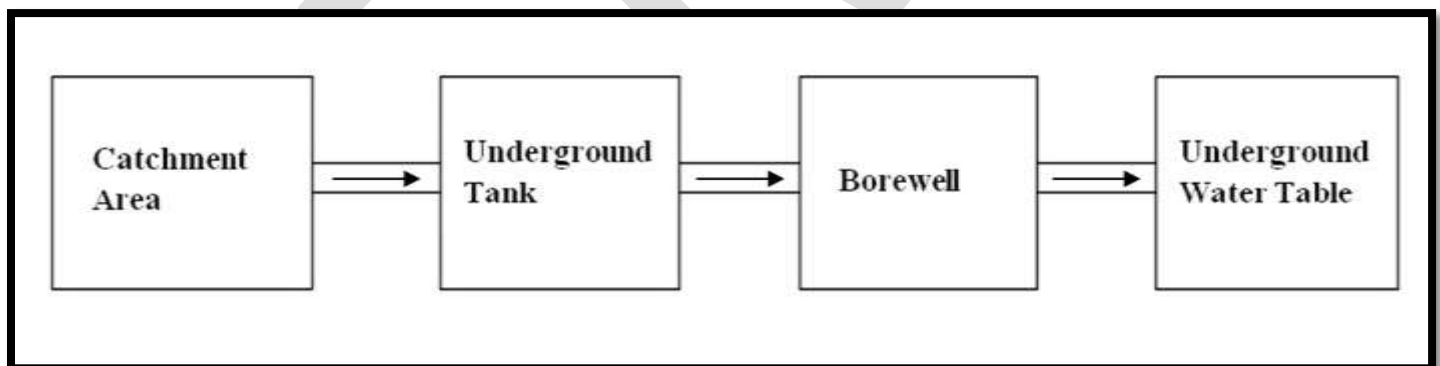 Catchment
Area
Underground
Tank
Borewell
Underground
Water Table